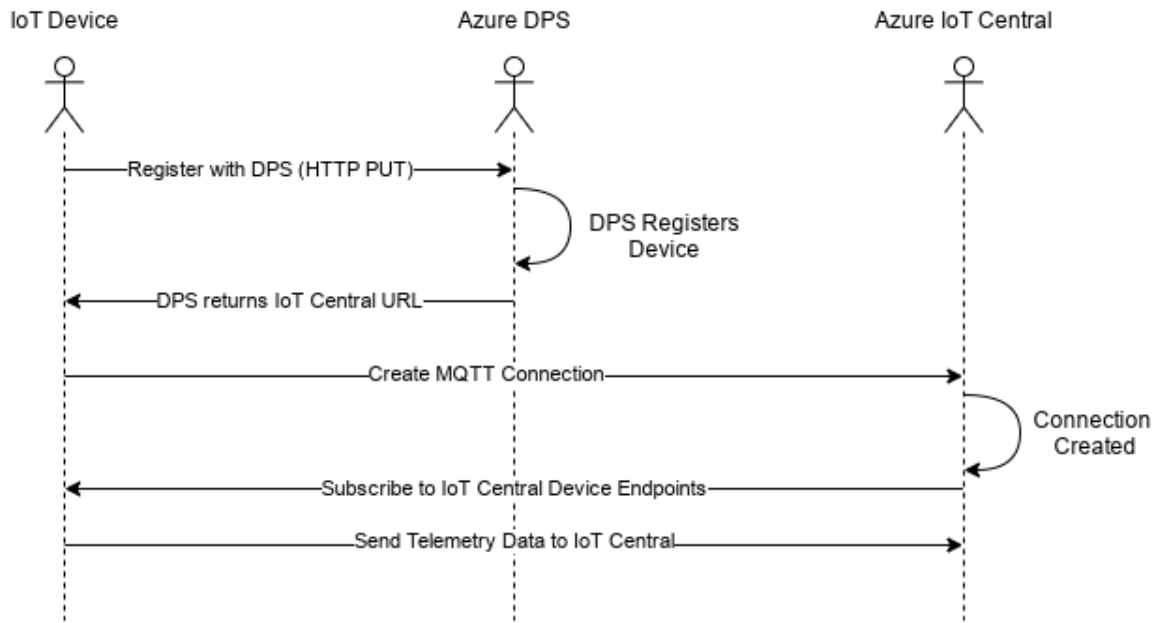 IoT Device
Azure DPS
Azure IoT Central
Register with DPS (HTTP PUT)
DPS Registers
Device
DPS returns IoT Central URL
Create MQTT Connection
Connection
Created
Subscribe to IoT Central Device Endpoints
Send Telemetry Data to IoT Central